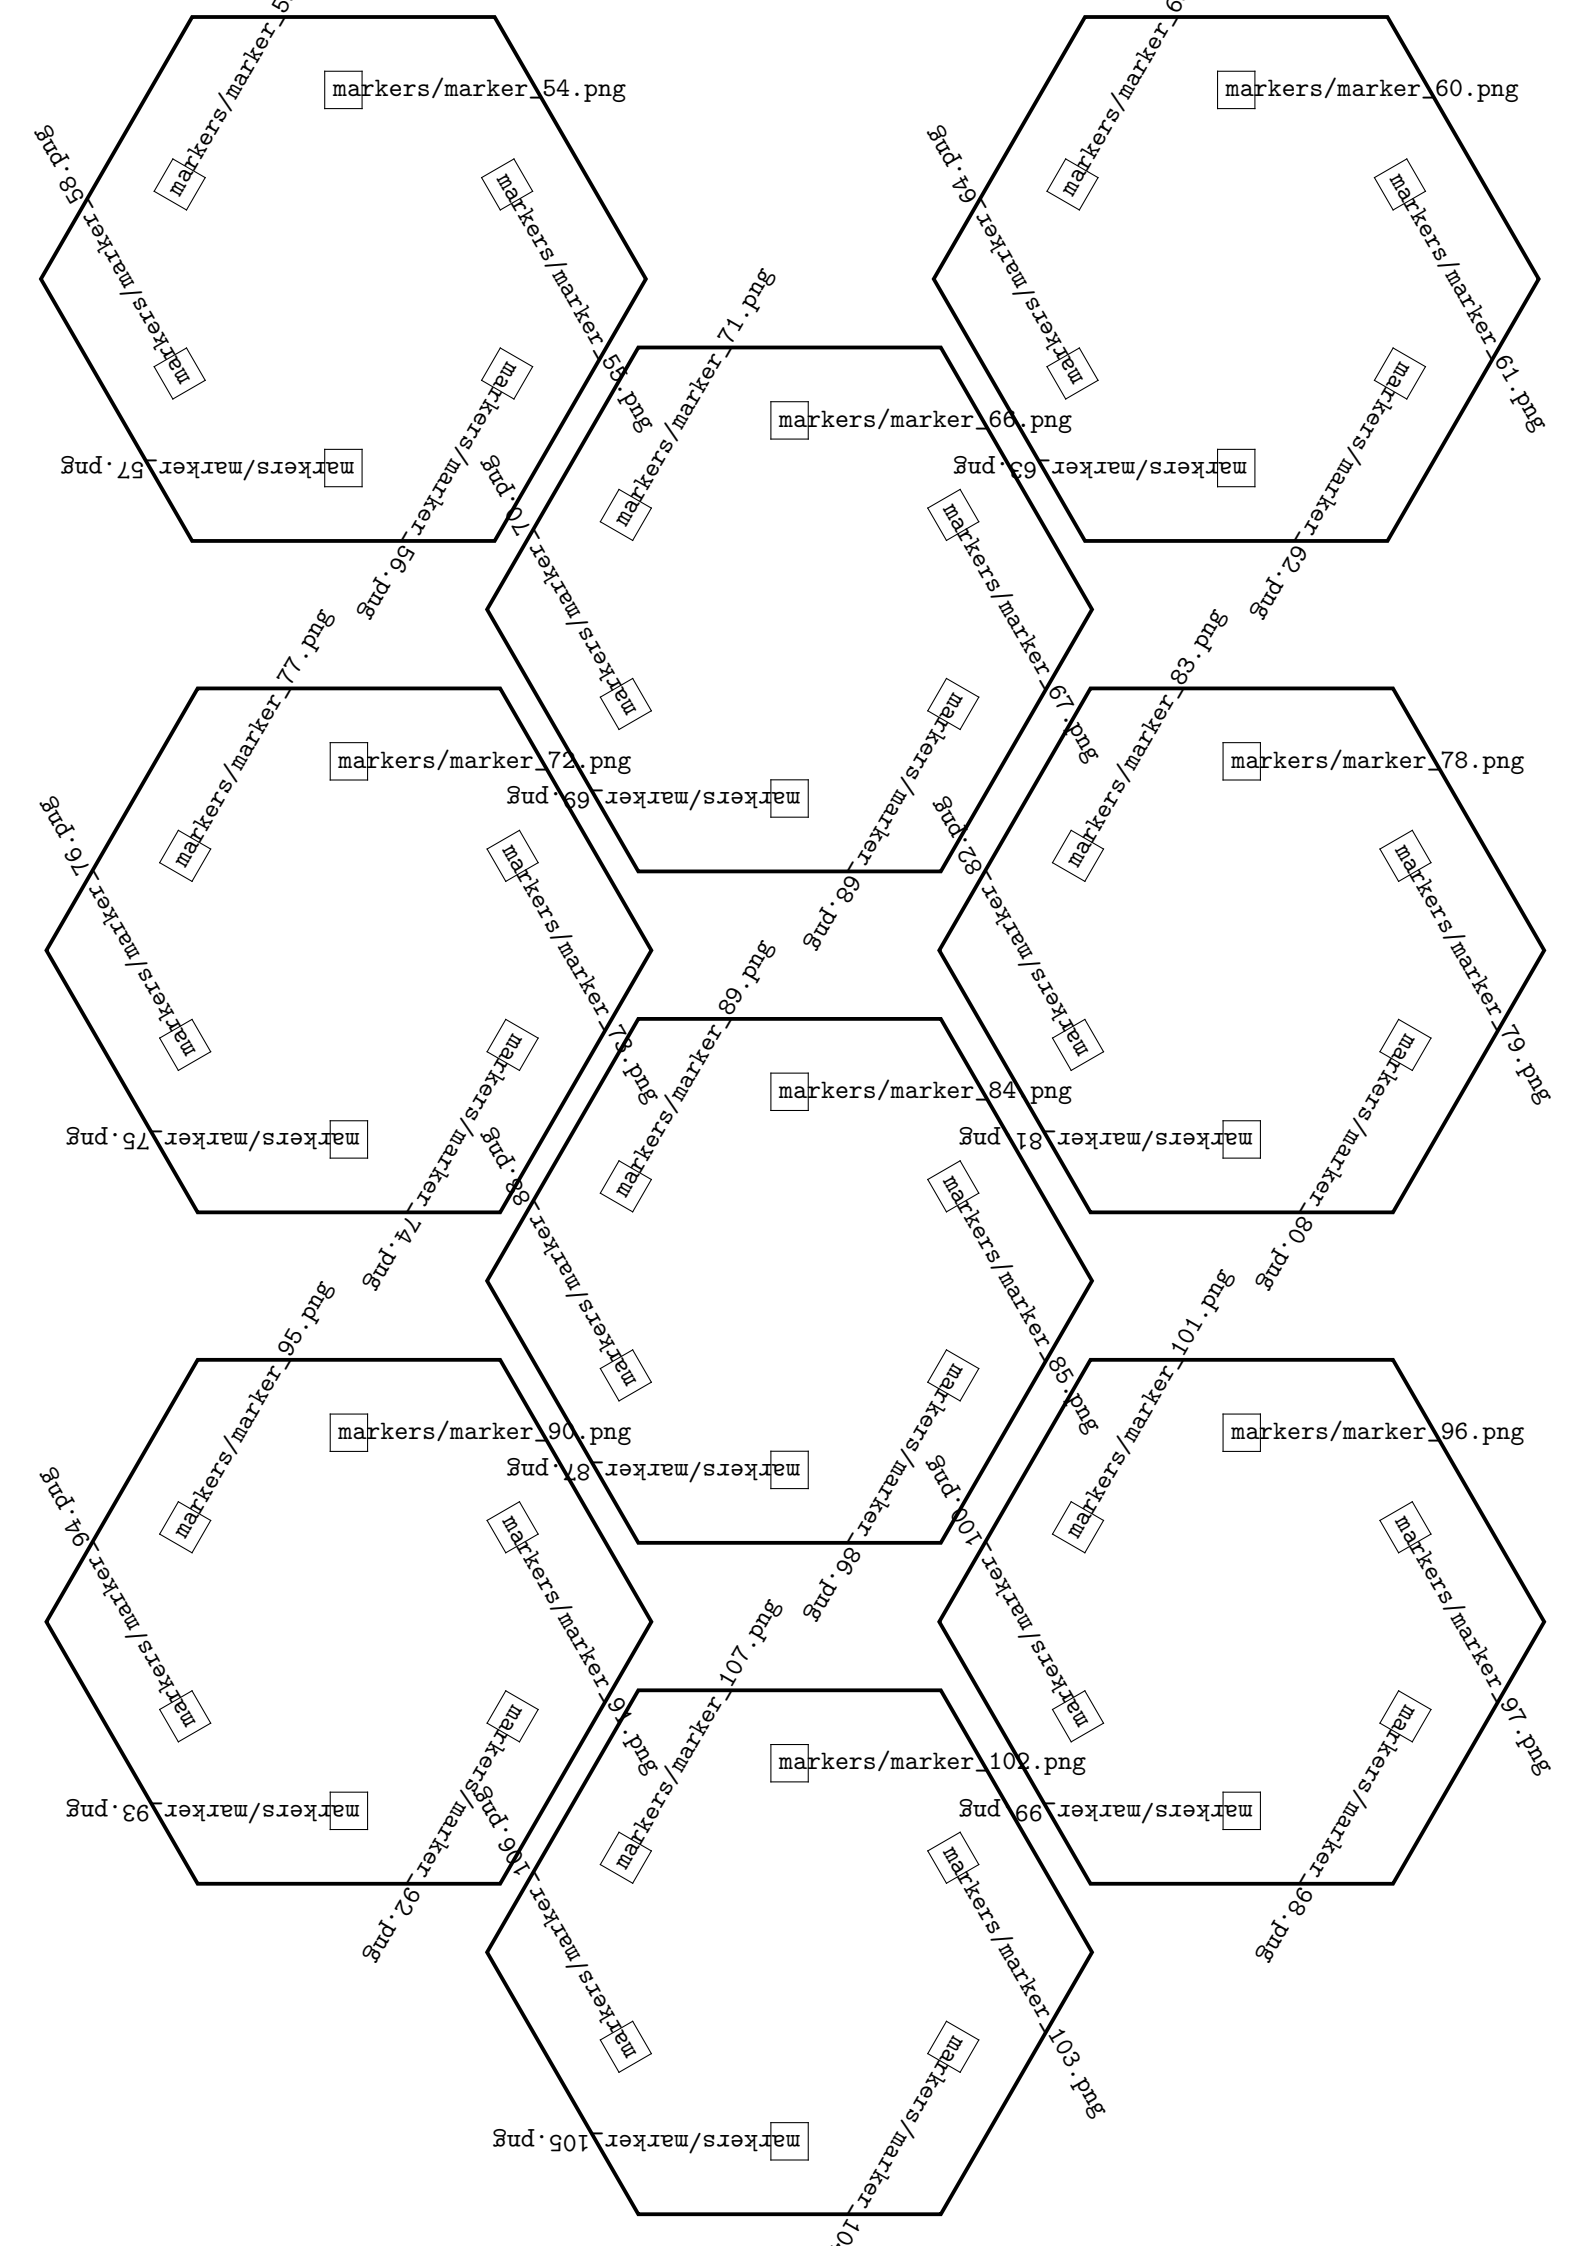 markers/marker_5
markers/marker_54.png
markers/marker_55.png
markers/marker_56.png
markers/marker_57.png
markers/marker_58.png
markers/marker_6
markers/marker_60.png
markers/marker_61.png
markers/marker_62.png
markers/marker_63.png
markers/marker_64.png
markers/marker_71.png
markers/marker_66.png
markers/marker_67.png
markers/marker_68.png
markers/marker_69.png
markers/marker_70.png
markers/marker_77.png
markers/marker_72.png
markers/marker_73.png
markers/marker_74.png
markers/marker_75.png
markers/marker_76.png
markers/marker_83.png
markers/marker_78.png
markers/marker_79.png
markers/marker_80.png
markers/marker_81.png
markers/marker_82.png
markers/marker_89.png
markers/marker_84.png
markers/marker_85.png
markers/marker_86.png
markers/marker_87.png
markers/marker_88.png
markers/marker_95.png
markers/marker_90.png
markers/marker_91.png
markers/marker_92.png
markers/marker_93.png
markers/marker_94.png
markers/marker_101.png
markers/marker_96.png
markers/marker_97.png
markers/marker_98.png
markers/marker_99.png
markers/marker_100.png
markers/marker_107.png
markers/marker_102.png
markers/marker_103.png
markers/marker_10
markers/marker_105.png
markers/marker_106.png